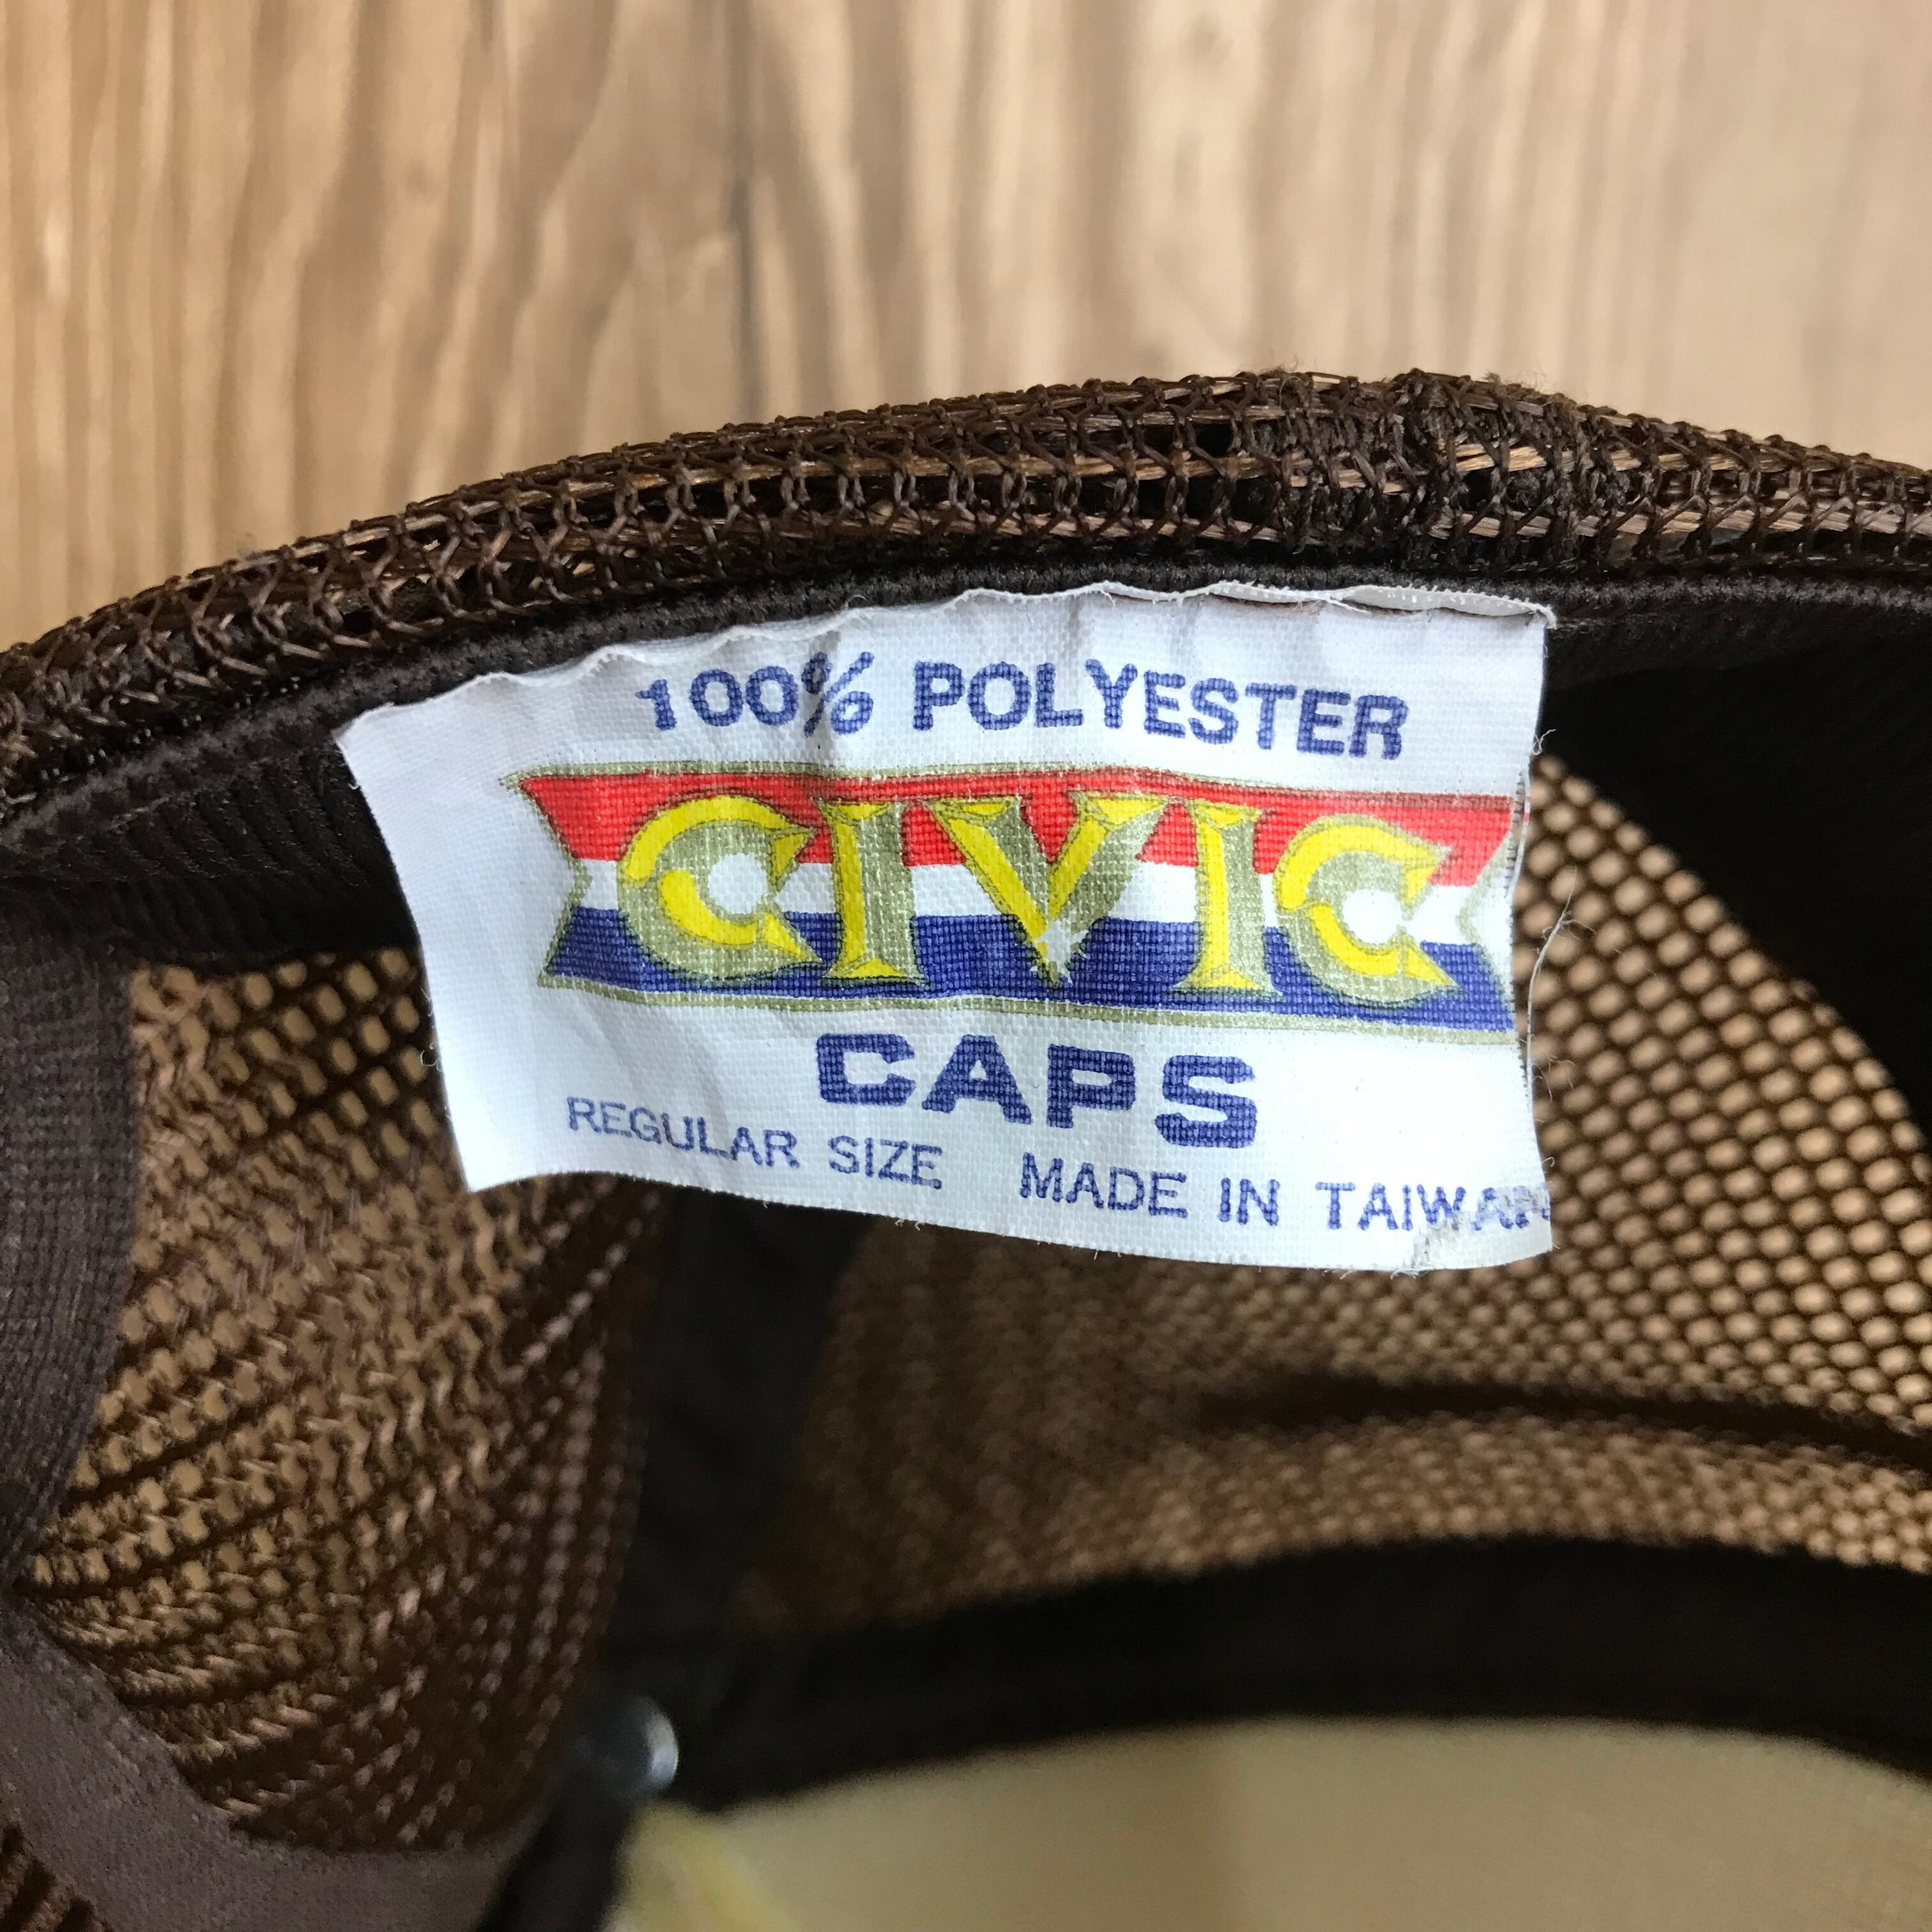 100% POLYESTER
CIVIC
CAPS
REGULAR SIZE MADE IN TAIWAN